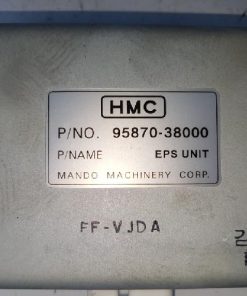 HMC
P/NO. 95870-38000
P/NAME EPS UNIT
MANDO MACHINERY CORP.
FF-VJDA